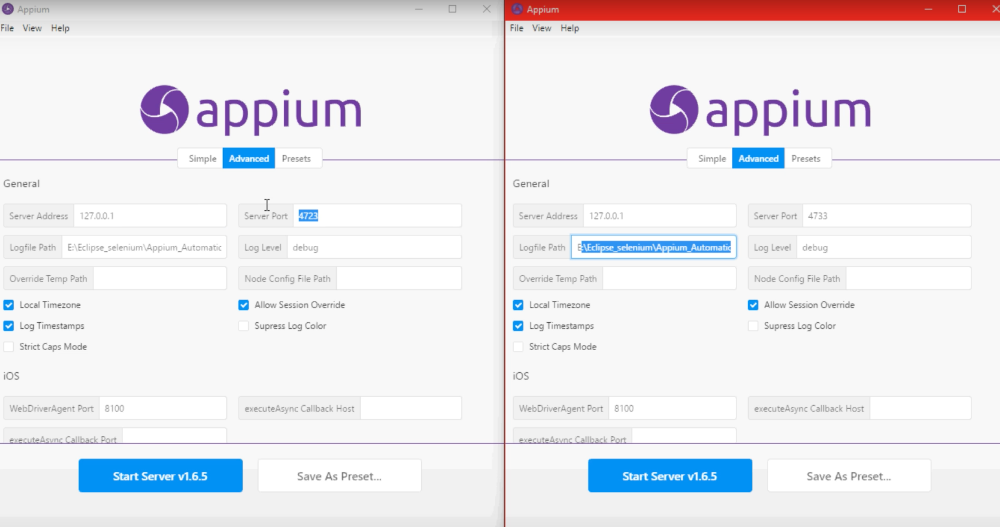 Appium
File View Help
appium
Simple Advanced Presets
General
Server Address 127.0.0.1 Server Port 4723
Logfile Path E:\Eclipse_selenium\Appium_Automatic Log Level debug
Override Temp Path Node Config File Path
Local Timezone Allow Session Override
Log Timestamps Supress Log Color
Strict Caps Mode
iOS
WebDriverAgent Port 8100 executeAsync Callback Host
executeAsync Callback Port
Start Server v1.6.5 Save As Preset...
Appium
File View Help
appium
Simple Advanced Presets
General
Server Address 127.0.0.1 Server Port 4733
Logfile Path E:\Eclipse_selenium\Appium_Automatic Log Level debug
Override Temp Path Node Config File Path
Local Timezone Allow Session Override
Log Timestamps Supress Log Color
Strict Caps Mode
iOS
WebDriverAgent Port 8100 executeAsync Callback Host
executeAsync Callback Port
Start Server v1.6.5 Save As Preset...